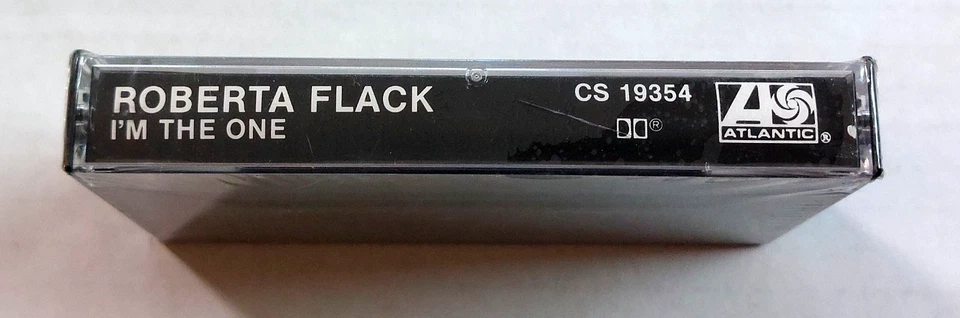 ROBERTA FLACK
I'M THE ONE
CS 19354
®
ATLANTIC®